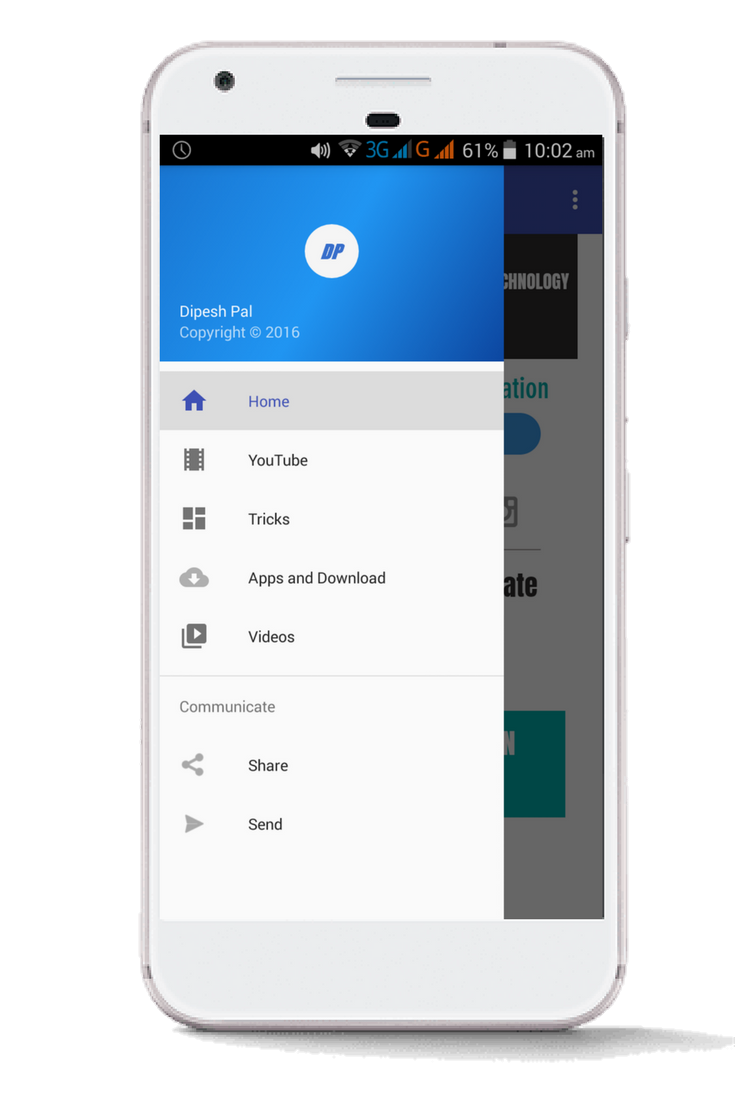 3G G 61% 10:02 am
DP
CHNOLOGY
Dipesh Pal
Copyright © 2016
ation
Home
YouTube
Tricks
Apps and Download
ate
Videos
Communicate
N
Share
Send